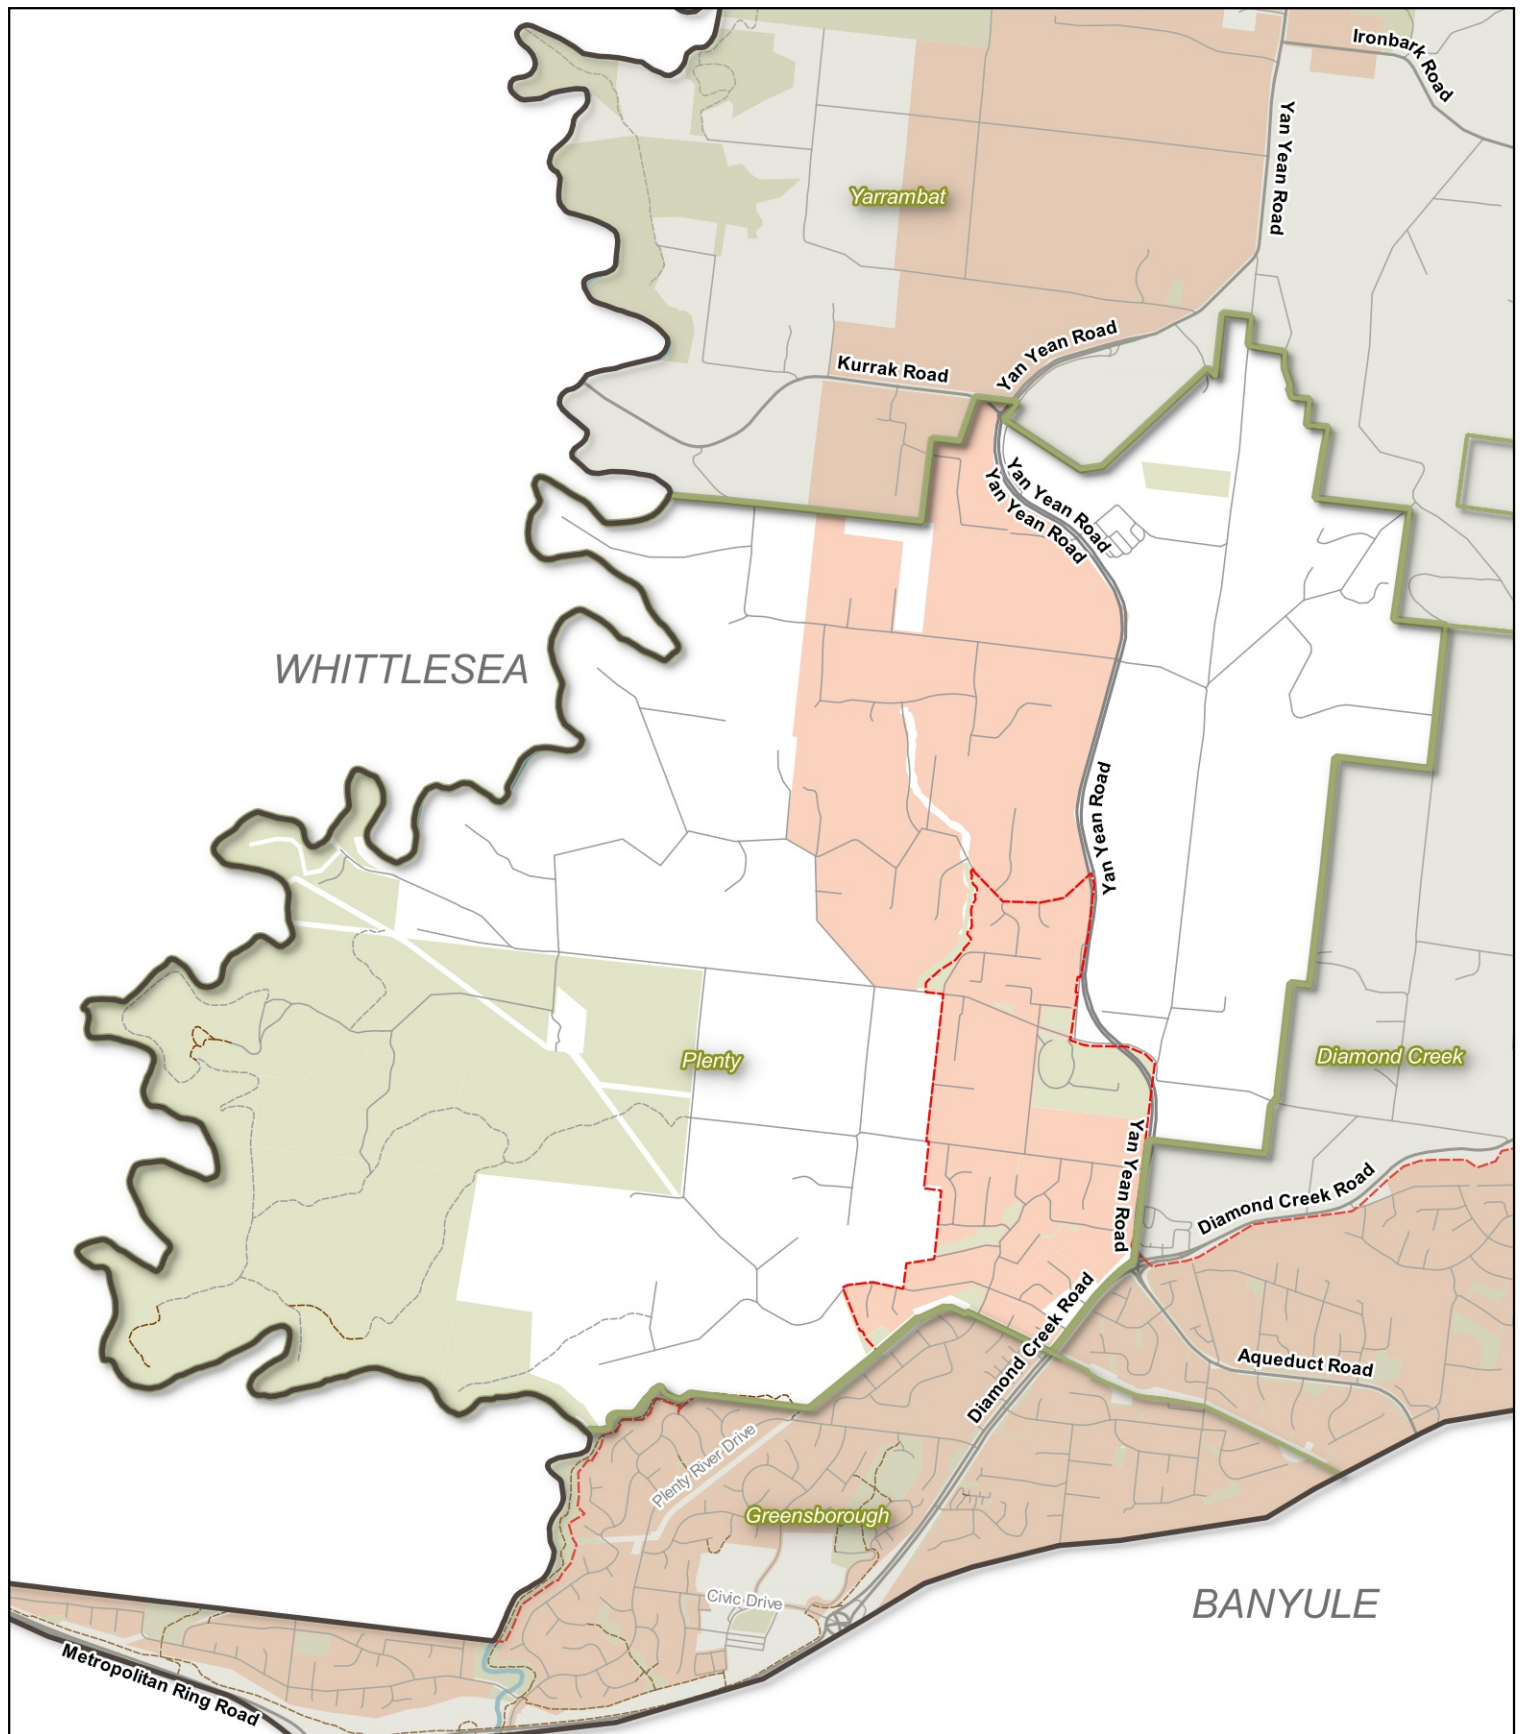 Ironbark Road
Yan Yean Road
Yarrambat
Yan Yean Road
Kurrak Road
Yan Yean Road
Yan Yean Road
WHITTLESEA
Yan Yean Road
Plenty
Diamond Creek
Yan Yean Road
Diamond Creek Road
Diamond Creek Road
Aqueduct Road
Plenty River Drive
Greensborough
Civic Drive
BANYULE
Metropolitan Ring Road